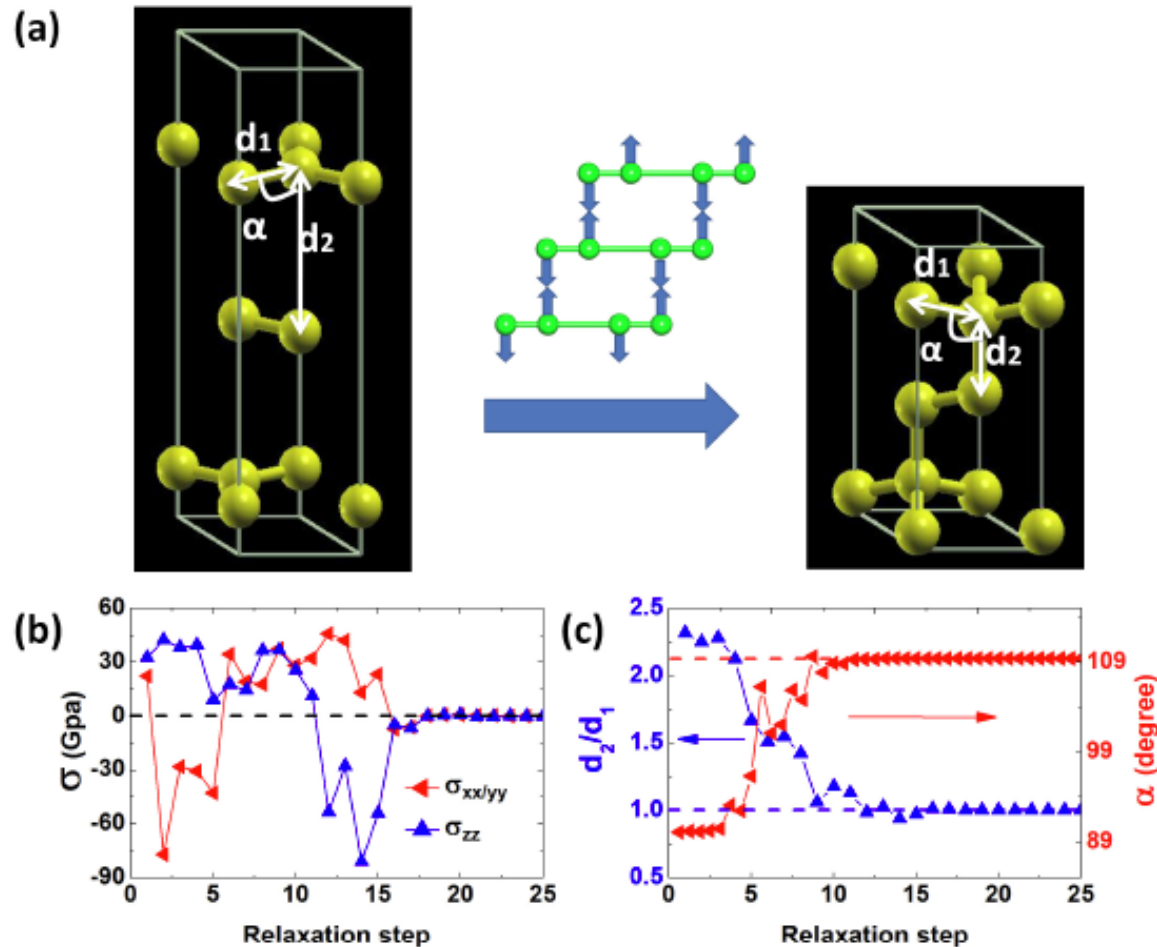 (a)
d1
α
d2
d1
α
d2
(b)
60
30
0
-30
-60
-90
σ (Gpa)
σxx/yy
σzz
0 5 10 15 20 25
Relaxation step
(c)
2.5
2.0
1.5
1.0
0.5
d2/d1
109
99
89
α (degree)
0 5 10 15 20 25
Relaxation step